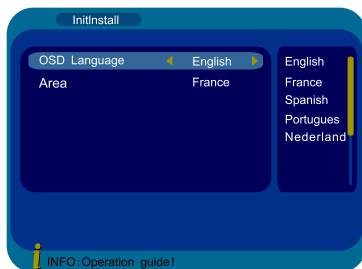 InitInstall
OSD Language English
Area France
English
France
Spanish
Portugues
Nederland
i INFO:Operation guide!